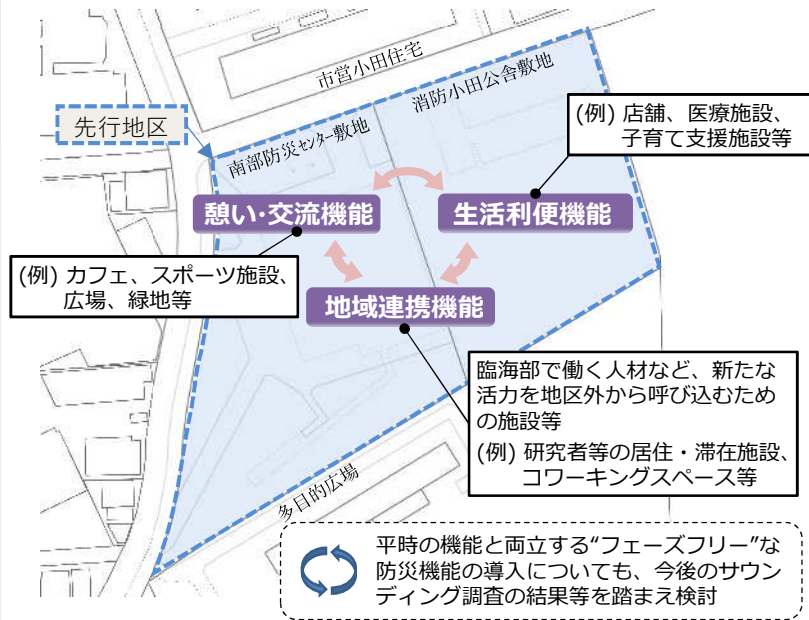 市営小田住宅
消防小田公舎敷地
先行地区
南部防災センター敷地
(例) 店舗、医療施設、
子育て支援施設等
憩い・交流機能
生活利便機能
(例) カフェ、スポーツ施設、
広場、緑地等
地域連携機能
臨海部で働く人材など、新たな
活力を地区外から呼び込むため
の施設等
(例) 研究者等の居住・滞在施設、
コワーキングスペース等
多目的広場
平時の機能と両立する“フェーズフリー”な
防災機能の導入についても、今後のサウン
ディング調査の結果等を踏まえ検討